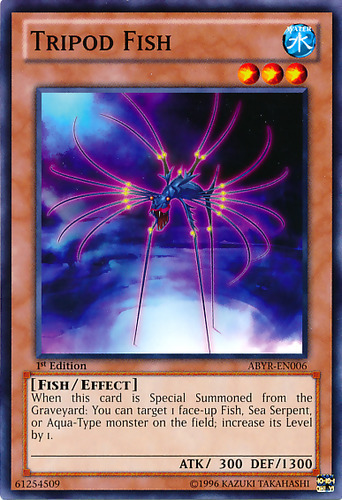 TRIPOD FISH
WATER
水
1st Edition
ABYR-EN006
[FISH/EFFECT]
When this card is Special Summoned from the
Graveyard: You can target 1 face-up Fish, Sea Serpent,
or Aqua-Type monster on the field; increase its Level
by 1.
ATK/ 300 DEF/1300
61254509
©1996 KAZUKI TAKAHASHI